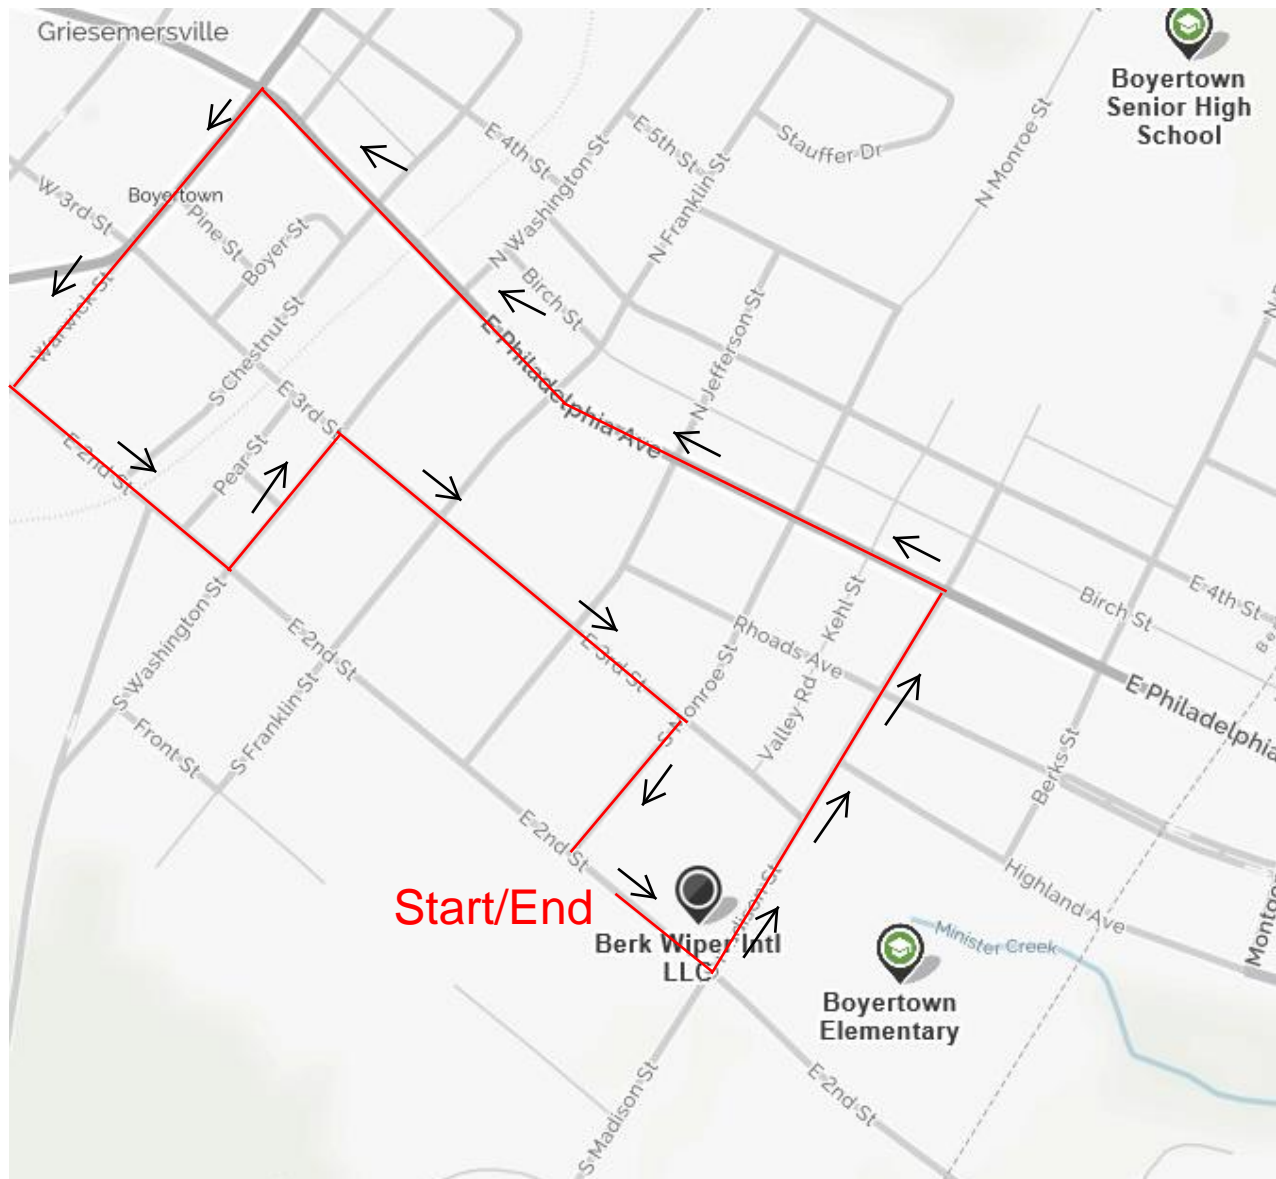 Griesemersville
Boyertown
Senior High
School
E 4th St
E 5th St
Stauffer Dr
N Monroe St
N Washington St
N Franklin St
W 3rd St
Boyertown
Pine St
Boyer St
Birch St
Warwick St
S Chestnut St
E Philadelphia Ave
N Jefferson St
E 3rd St
E 2nd St
Pear St
Kehl St
E 4th St
Birch St
S Washington St
E 2nd St
Rhoads Ave
E 3rd St
S Monroe St
Valley Rd
E Philadelphia
Front St
S Franklin St
Berks St
E 2nd St
Highland Ave
Start/End
Berk Wiper Intl
LLC
Minister Creek
Boyertown
Elementary
S Madison St
E 2nd St